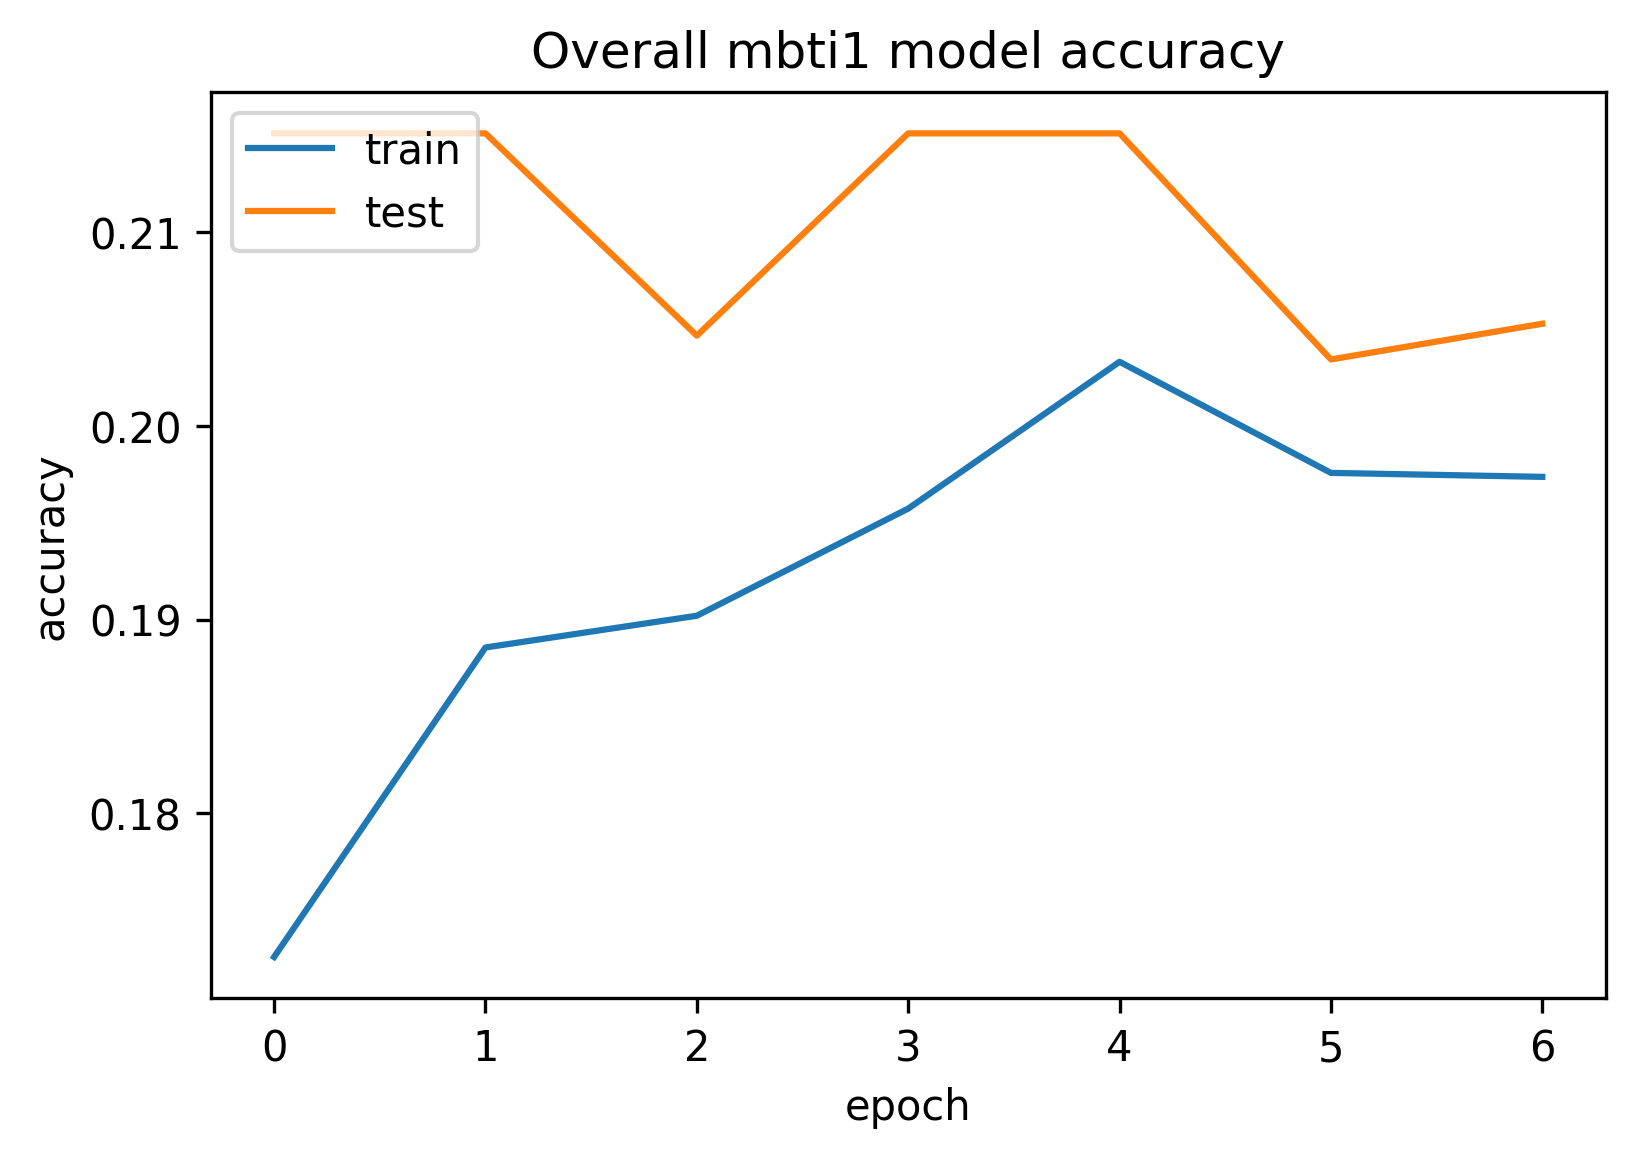 Overall mbti1 model accuracy
train
test
0.21
0.20
0.19
0.18
accuracy
0 1 2 3 4 5 6
epoch